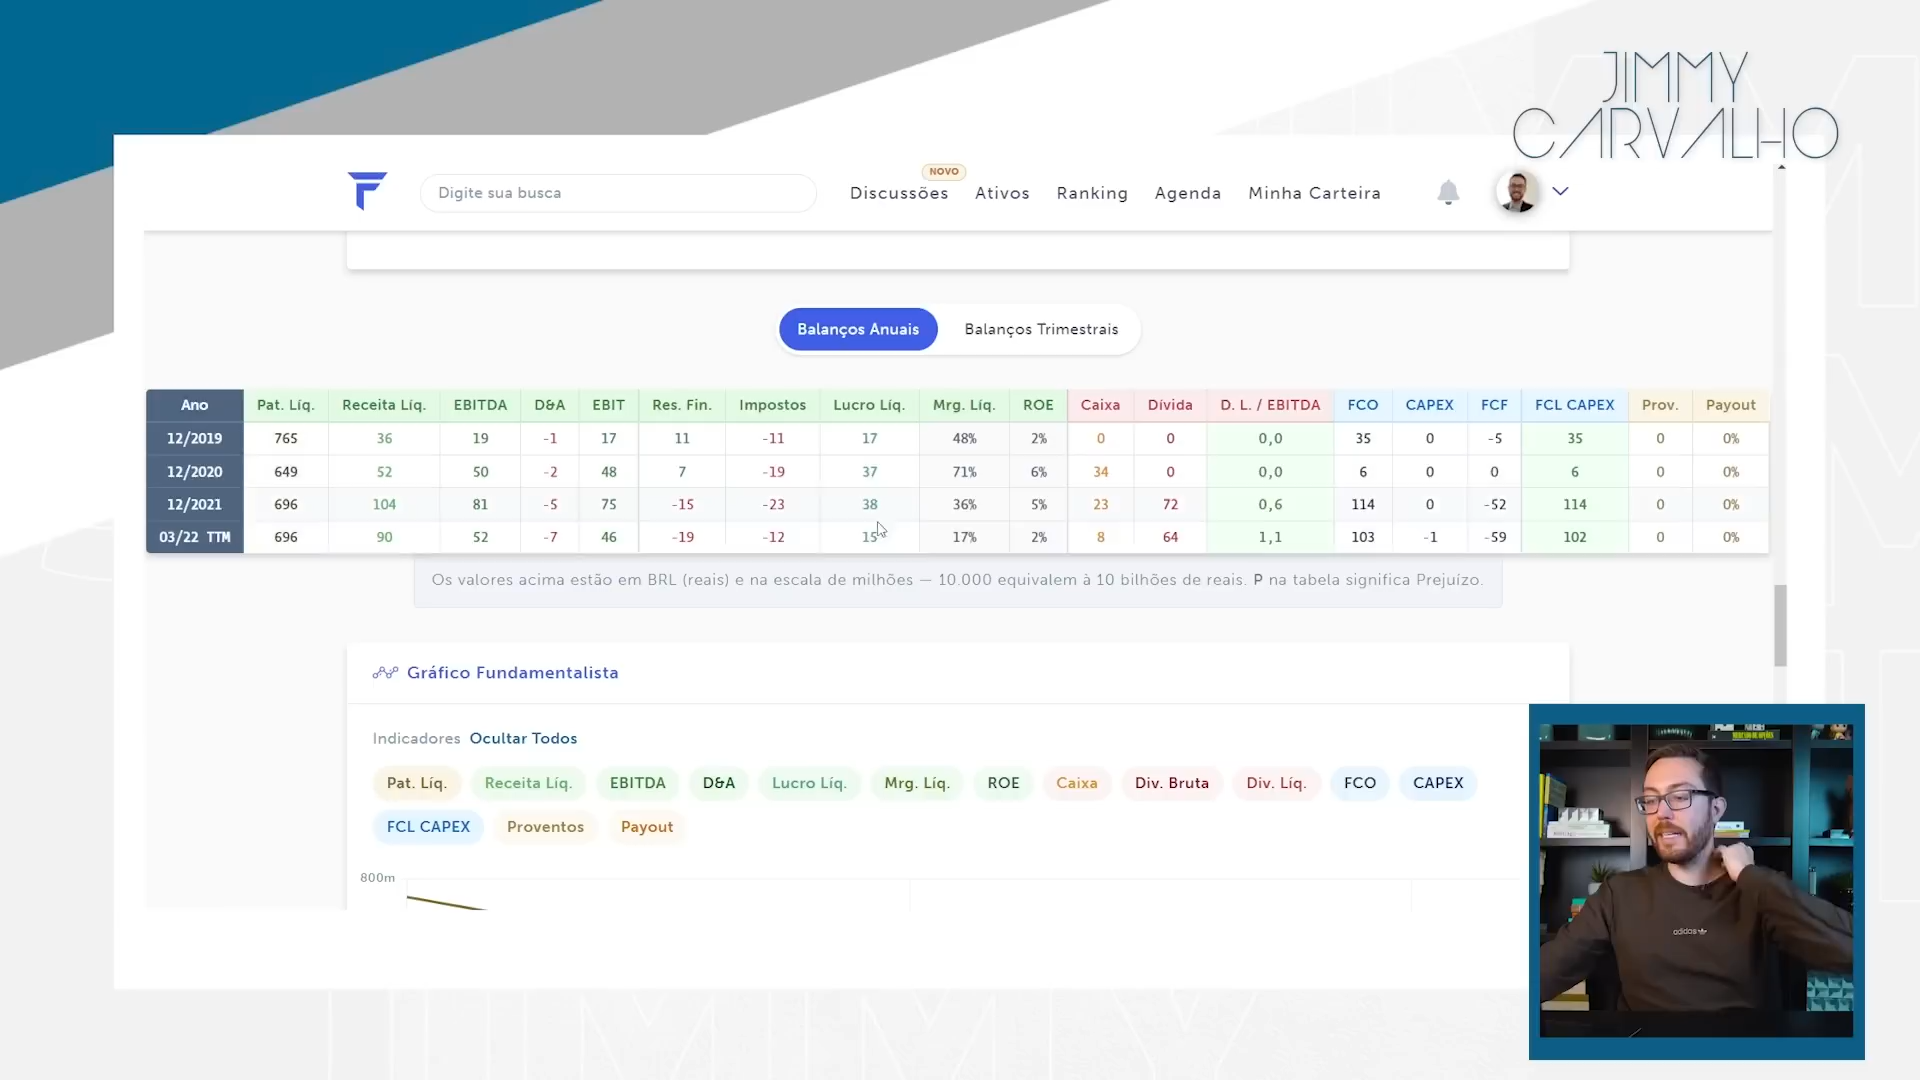 JIMMY
CARVALHO
NOVO
Digite sua busca
Discussões Ativos Ranking Agenda Minha Carteira
Balanços Anuais Balanços Trimestrais
Ano Pat. Líq. Receita Líq. EBITDA D&A EBIT Res. Fin. Impostos Lucro Líq. Mrg. Líq. ROE Caixa Dívida D. L. / EBITDA FCO CAPEX FCF FCL CAPEX Prov. Payout
12/2019 765 36 19 -1 17 11 -11 17 48% 2% 0 0 0,0 35 0 -5 35 0 0%
12/2020 649 52 50 -2 48 7 -19 37 71% 6% 34 0 0,0 6 0 0 6 0 0%
12/2021 696 104 81 -5 75 -15 -23 38 36% 5% 23 72 0,6 114 0 -52 114 0 0%
03/22 TTM 696 90 52 -7 46 -19 -12 15 17% 2% 8 64 1,1 103 -1 -59 102 0 0%
Os valores acima estão em BRL (reais) e na escala de milhões — 10.000 equivalem à 10 bilhões de reais. P na tabela significa Prejuízo.
Gráfico Fundamentalista
Indicadores Ocultar Todos
Pat. Líq. Receita Líq. EBITDA D&A Lucro Líq. Mrg. Líq. ROE Caixa Div. Bruta Div. Líq. FCO CAPEX
FCL CAPEX Proventos Payout
800m
adidas